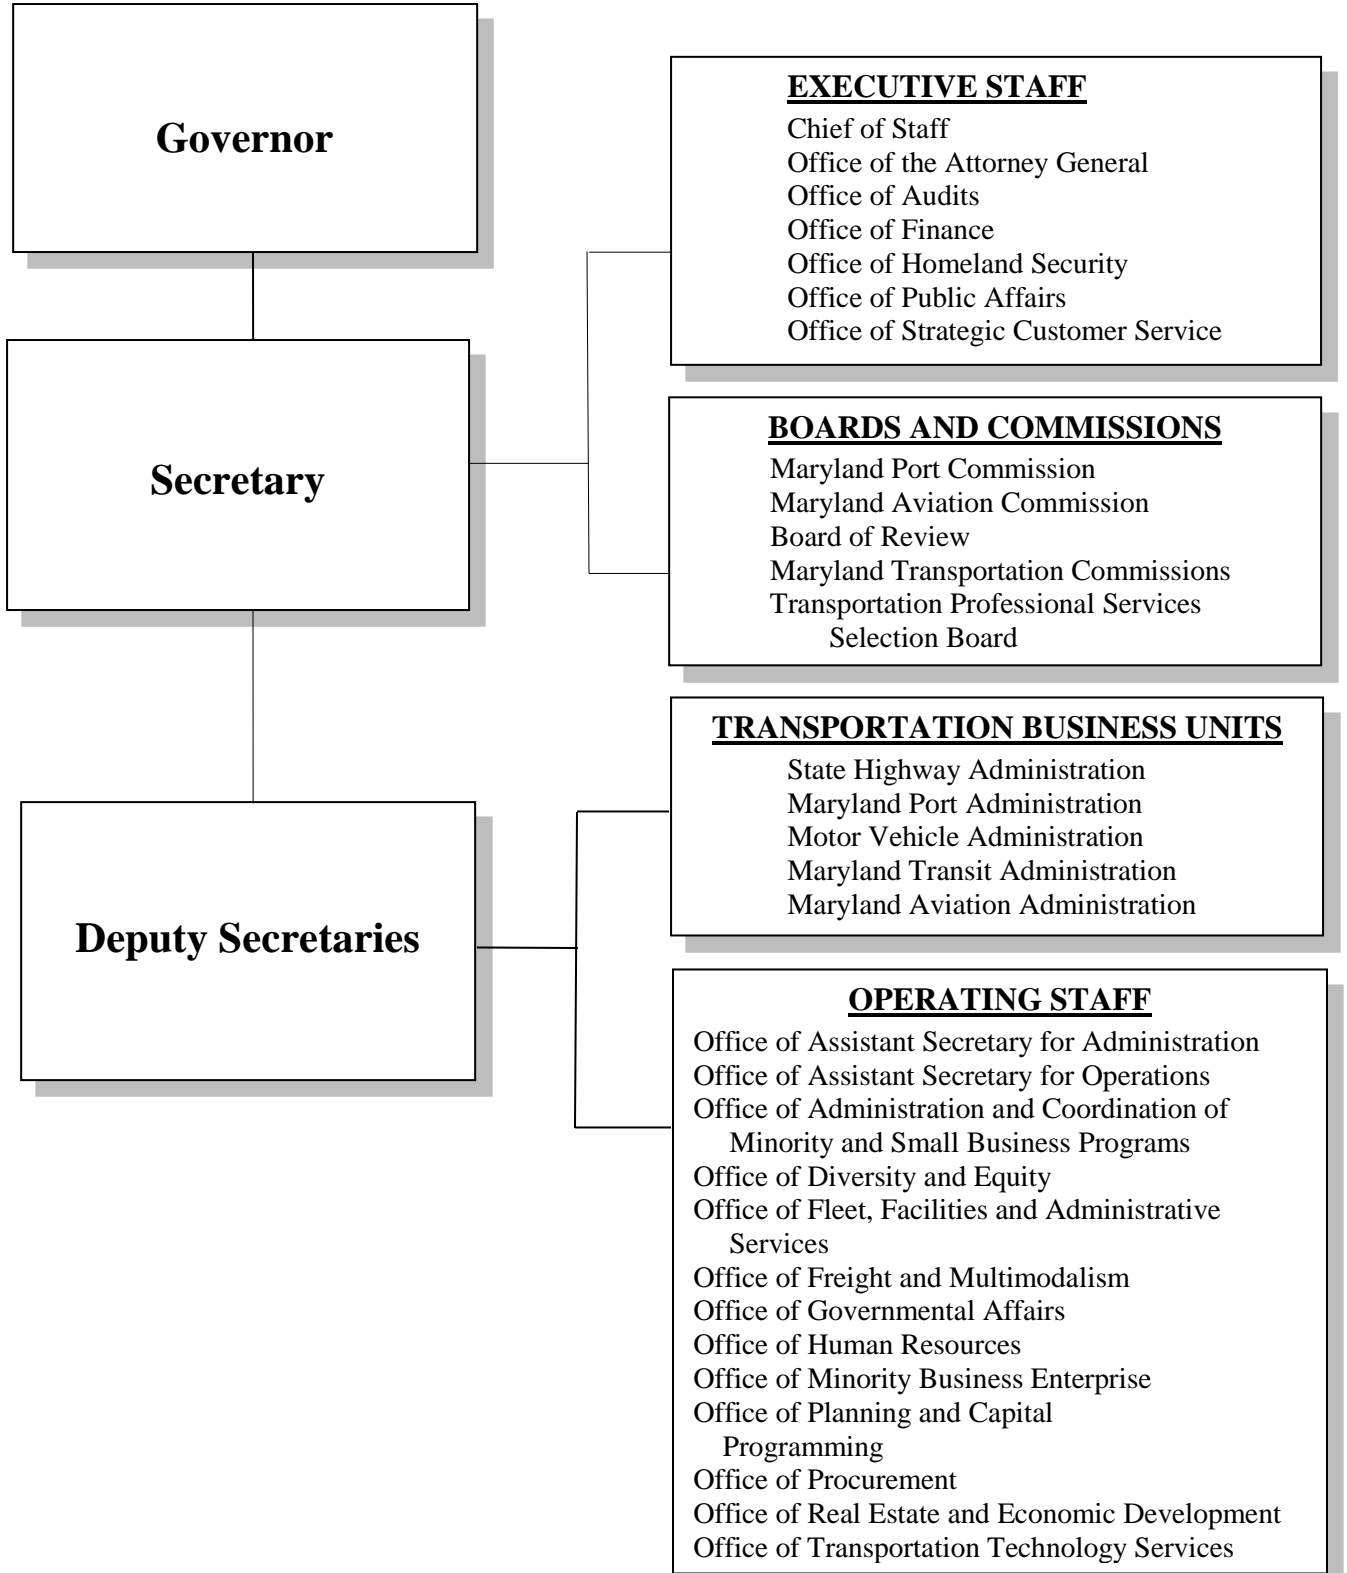 Governor
EXECUTIVE STAFF
Chief of Staff
Office of the Attorney General
Office of Audits
Office of Finance
Office of Homeland Security
Office of Public Affairs
Office of Strategic Customer Service
Secretary
BOARDS AND COMMISSIONS
Maryland Port Commission
Maryland Aviation Commission
Board of Review
Maryland Transportation Commissions
Transportation Professional Services
Selection Board
Deputy Secretaries
TRANSPORTATION BUSINESS UNITS
State Highway Administration
Maryland Port Administration
Motor Vehicle Administration
Maryland Transit Administration
Maryland Aviation Administration
OPERATING STAFF
Office of Assistant Secretary for Administration
Office of Assistant Secretary for Operations
Office of Administration and Coordination of
Minority and Small Business Programs
Office of Diversity and Equity
Office of Fleet, Facilities and Administrative
Services
Office of Freight and Multimodalism
Office of Governmental Affairs
Office of Human Resources
Office of Minority Business Enterprise
Office of Planning and Capital
Programming
Office of Procurement
Office of Real Estate and Economic Development
Office of Transportation Technology Services